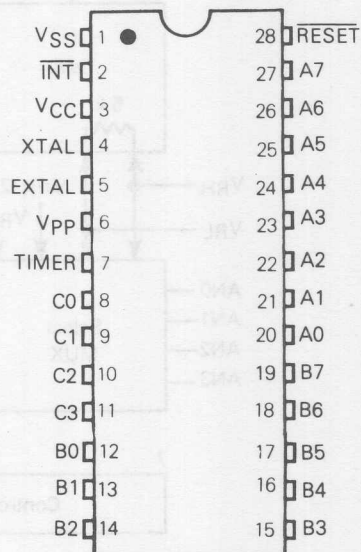 VSS 1 28 RESET
INT 2 27 A7
VCC 3 26 A6
XTAL 4 25 A5
EXTAL 5 24 A4
VPP 6 23 A3
TIMER 7 22 A2
C0 8 21 A1
C1 9 20 A0
C2 10 19 B7
C3 11 18 B6
B0 12 17 B5
B1 13 16 B4
B2 14 15 B3